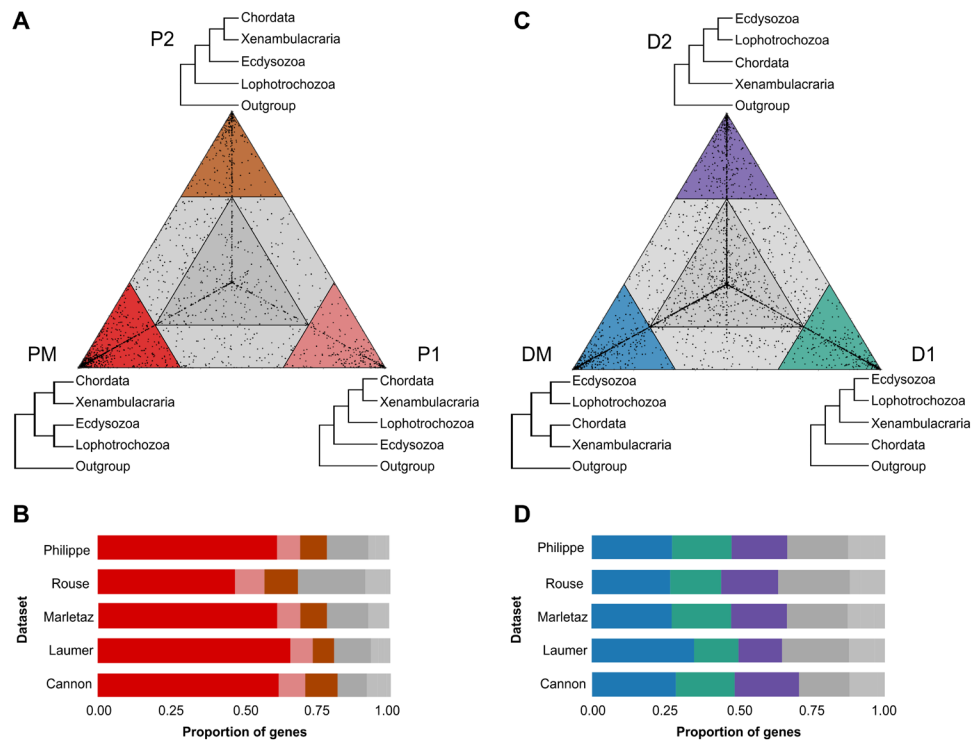 A
P2
Chordata
Xenambulacraria
Ecdysozoa
Lophotrochozoa
Outgroup
PM
Chordata
Xenambulacraria
Ecdysozoa
Lophotrochozoa
Outgroup
P1
Chordata
Xenambulacraria
Lophotrochozoa
Ecdysozoa
Outgroup
B
Dataset
Philippe
Rouse
Marletaz
Laumer
Cannon
0.00 0.25 0.50 0.75 1.00
Proportion of genes
C
D2
Ecdysozoa
Lophotrochozoa
Chordata
Xenambulacraria
Outgroup
DM
Ecdysozoa
Lophotrochozoa
Chordata
Xenambulacraria
Outgroup
D1
Ecdysozoa
Lophotrochozoa
Xenambulacraria
Chordata
Outgroup
D
Dataset
Philippe
Rouse
Marletaz
Laumer
Cannon
0.00 0.25 0.50 0.75 1.00
Proportion of genes